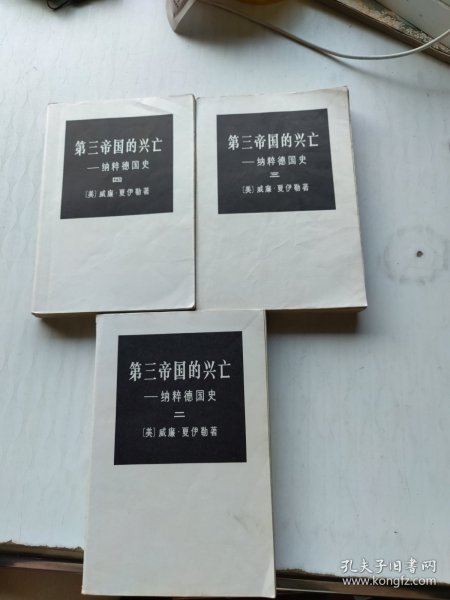 第三帝国的兴亡
——纳粹德国史
四
〔美〕威廉·夏伊勒著
第三帝国的兴亡
——纳粹德国史
三
〔美〕威廉·夏伊勒著
第三帝国的兴亡
——纳粹德国史
二
〔美〕威廉·夏伊勒著
孔夫子旧书网
www.kongfz.com